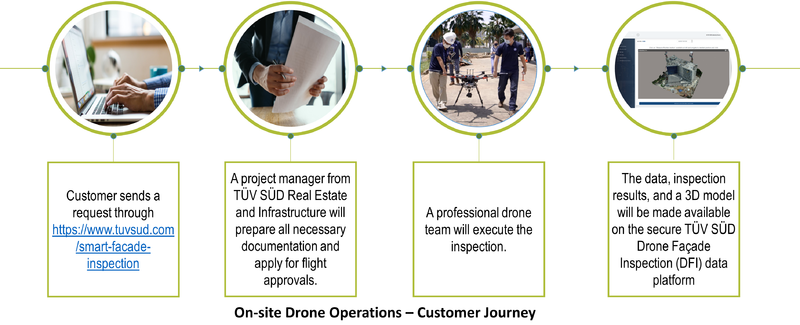 Customer sends a
request through
https://www.tuvsud.com
/smart-facade-
inspection
A project manager from
TÜV SÜD Real Estate
and Infrastructure will
prepare all necessary
documentation and
apply for flight
approvals.
A professional drone
team will execute the
inspection.
The data, inspection
results, and a 3D model
will be made available
on the secure TÜV SÜD
Drone Façade
Inspection (DFI) data
platform
On-site Drone Operations – Customer Journey